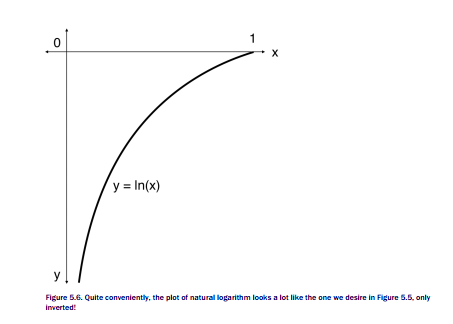 0
1
x
y = ln(x)
y
Figure 5.6. Quite conveniently, the plot of natural logarithm looks a lot like the one we desire in Figure 5.5, only
inverted!